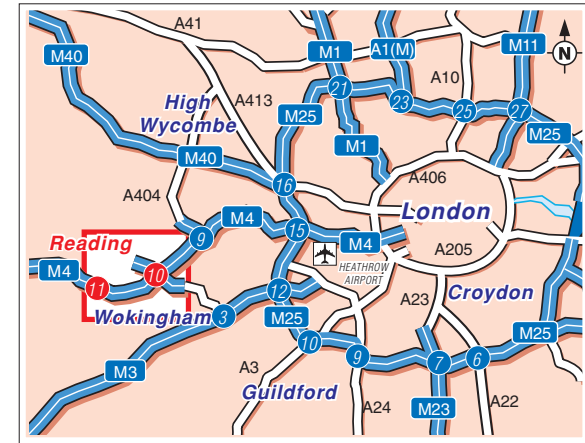 A41
M40
M1
A1(M)
M11
A10
N
High
Wycombe
A413
M25
21
23
25
27
M25
M1
M40
A404
16
A406
London
9
M4
15
M4
Reading
HEATHROW
AIRPORT
A205
M4
11
10
12
A23
Croydon
Wokingham
3
M25
10
9
7
6
M25
M3
A3
Guildford
A24
M23
A22